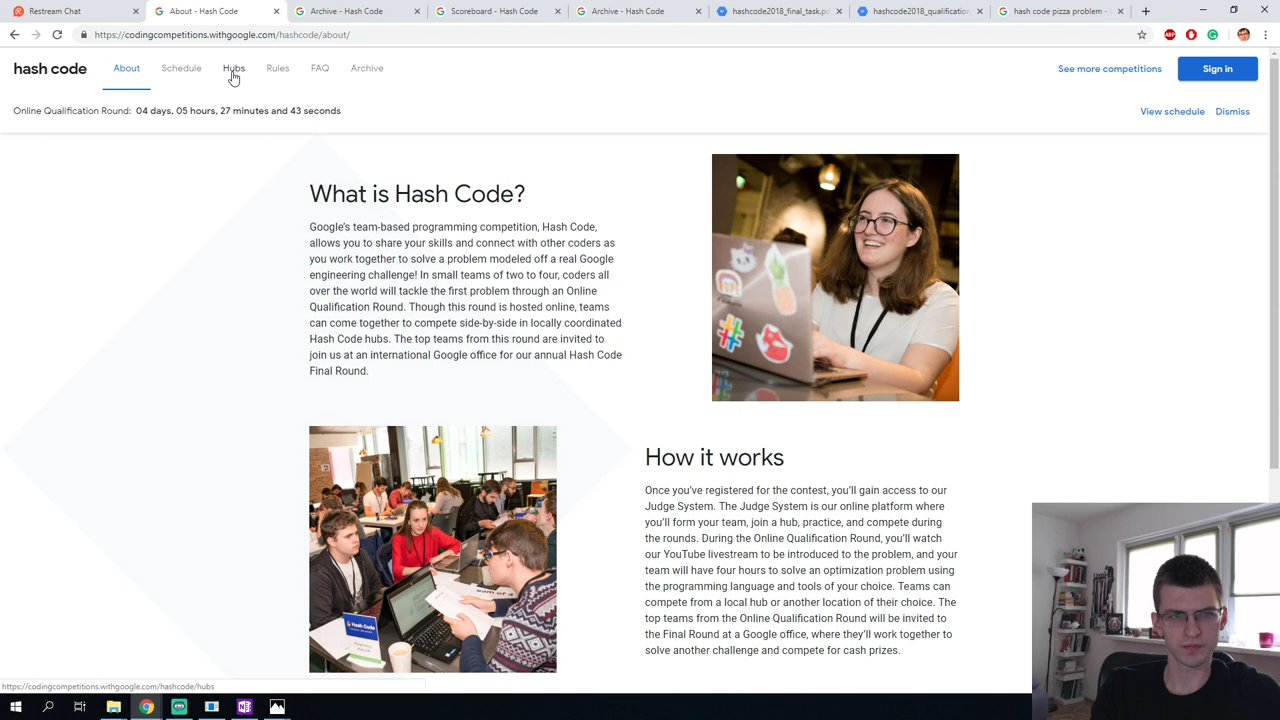 Restream Chat
About - Hash Code
Archive - Hash Code
Scoreboard - Hash Code
Archive - Hash Code
hashcode2018_final_task.pd
hashcode2018_qualification
hash code pizza problem -
https://codingcompetitions.withgoogle.com/hashcode/about/
ABP
hash code
About
Schedule
Hubs
Rules
FAQ
Archive
See more competitions
Sign in
Online Qualification Round: 04 days, 05 hours, 27 minutes and 43 seconds
View schedule
Dismiss
What is Hash Code?
Google's team-based programming competition, Hash Code,
allows you to share your skills and connect with other coders as
you work together to solve a problem modeled off a real Google
engineering challenge! In small teams of two to four, coders all
over the world will tackle the first problem through an Online
Qualification Round. Though this round is hosted online, teams
can come together to compete side-by-side in locally coordinated
Hash Code hubs. The top teams from this round are invited to
join us at an international Google office for our annual Hash Code
Final Round.
Hash Code
How it works
Once you've registered for the contest, you'll gain access to our
Judge System. The Judge System is our online platform where
you'll form your team, join a hub, practice, and compete during
the rounds. During the Online Qualification Round, you'll watch
our YouTube livestream to be introduced to the problem, and your
team will have four hours to solve an optimization problem using
the programming language and tools of your choice. Teams can
compete from a local hub or another location of their choice. The
top teams from the Online Qualification Round will be invited to
the Final Round at a Google office, where they'll work together to
solve another challenge and compete for cash prizes.
https://codingcompetitions.withgoogle.com/hashcode/hubs